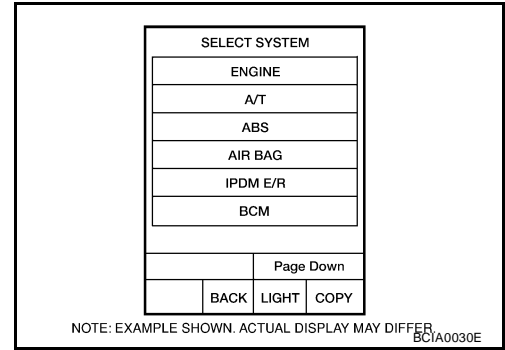 SELECT SYSTEM
ENGINE
A/T
ABS
AIR BAG
IPDM E/R
BCM
Page Down
BACK LIGHT COPY
NOTE: EXAMPLE SHOWN. ACTUAL DISPLAY MAY DIFFER.
BCIA0030E